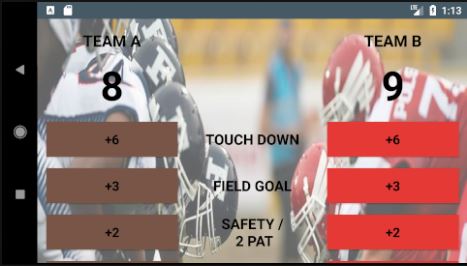 1:13
TEAM A
TEAM B
8
9
+6
TOUCH DOWN
+6
+3
FIELD GOAL
+3
+2
SAFETY /
2 PAT
+2